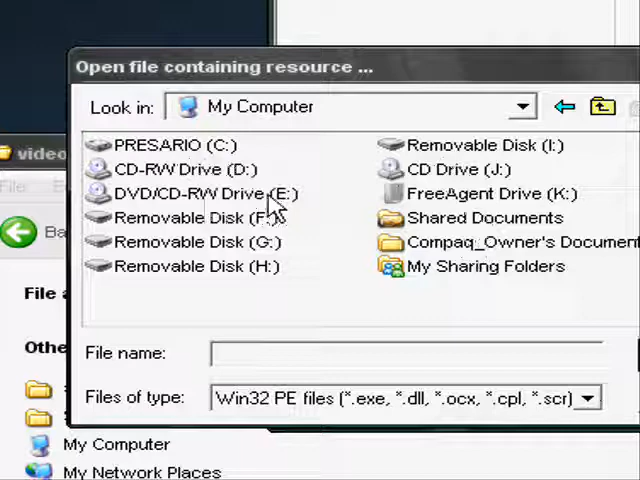 Open file containing resource ...
Look in: My Computer
PRESARIO (C:)
CD-RW Drive (D:)
DVD/CD-RW Drive (E:)
Removable Disk (F:)
Removable Disk (G:)
Removable Disk (H:)
Removable Disk (I:)
CD Drive (J:)
FreeAgent Drive (K:)
Shared Documents
Compaq_Owner's Document
My Sharing Folders
File name:
Files of type: Win32 PE files (*.exe, *.dll, *.ocx, *.cpl, *.scr)
video
File
Ba
File a
Othe
My Computer
My Network Places